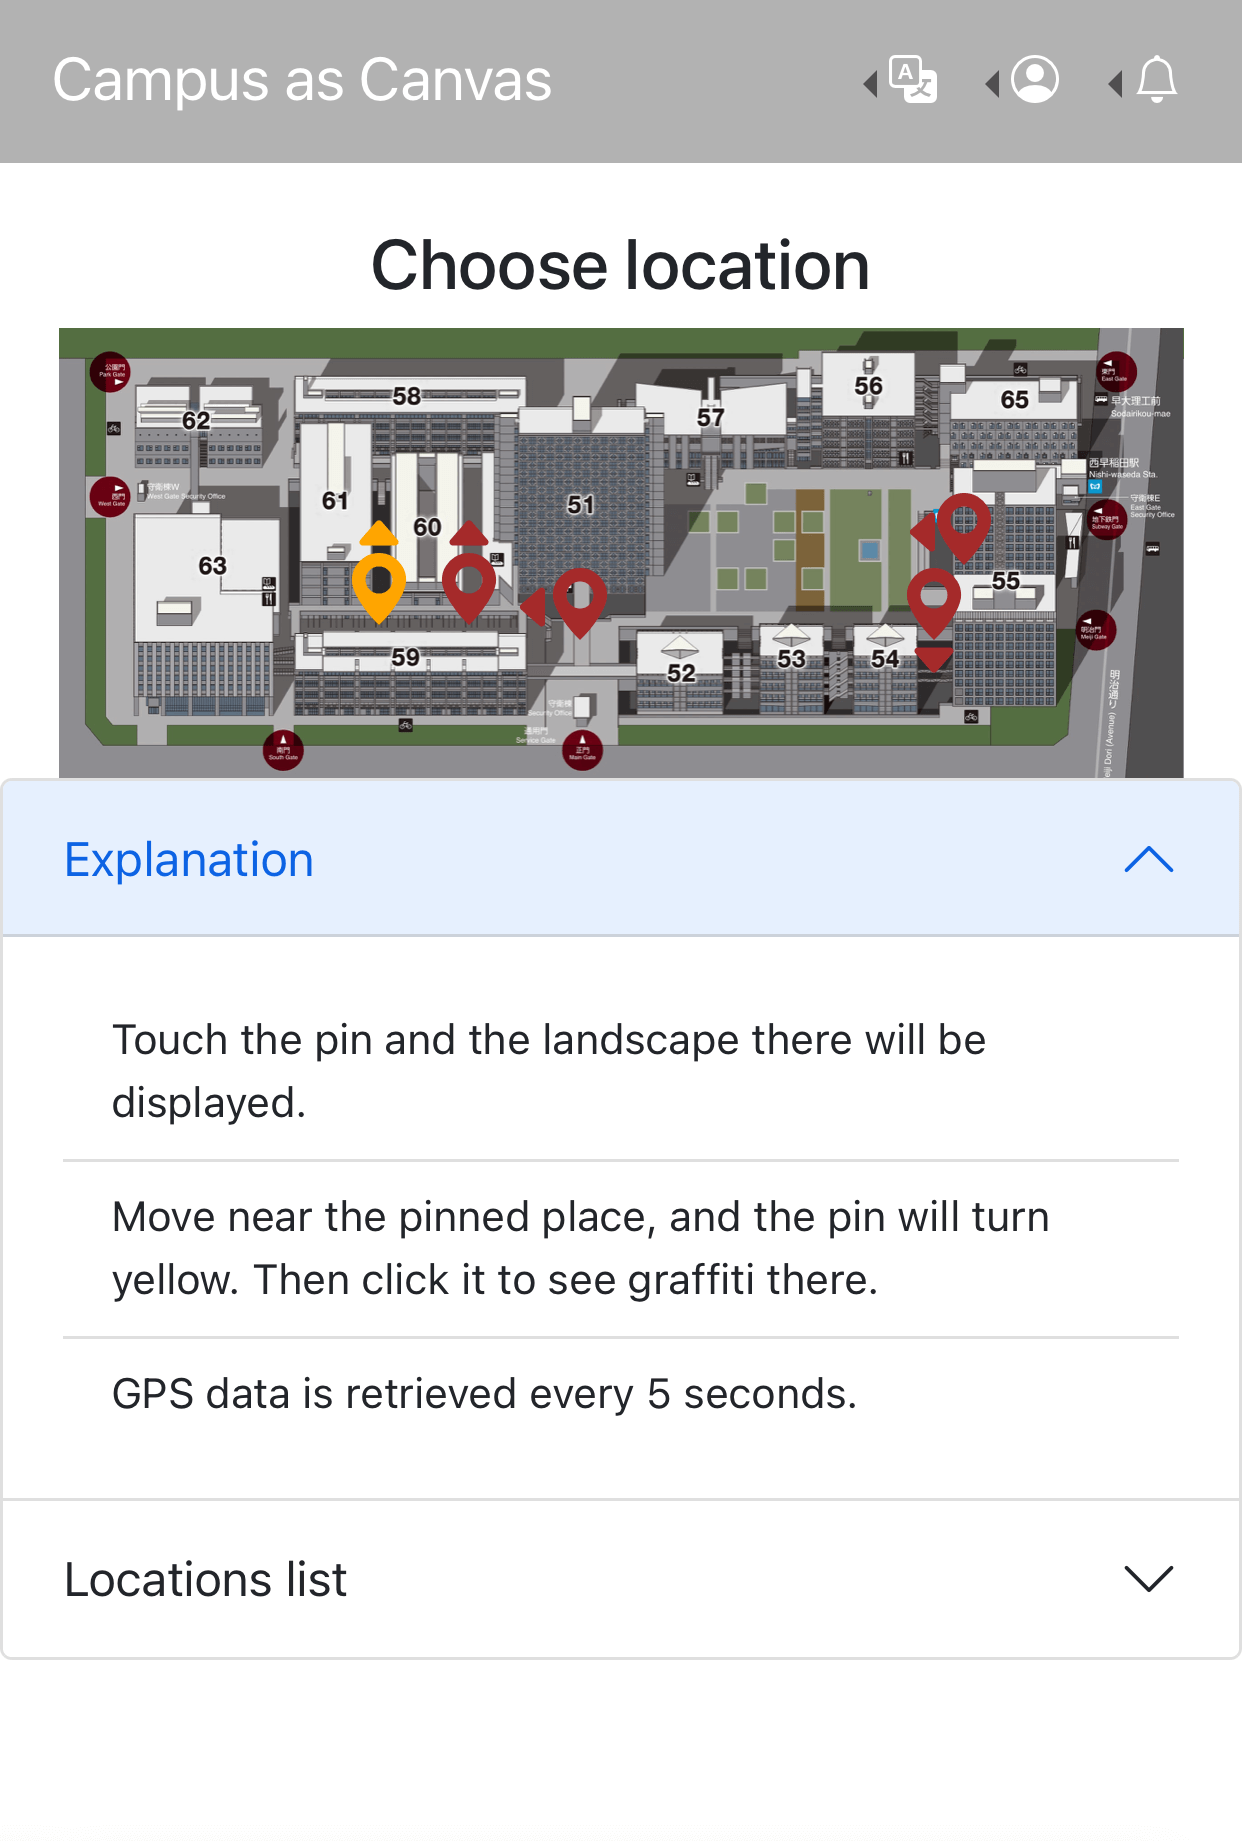 Campus as Canvas
Choose location
公園門
Park Gate
62
58
57
56
65
東門
East Gate
早大理工前
Sodairikou-mae
西早稲田駅
Nishi-waseda Sta.
守衛棟E
East Gate
Security Office
地下鉄門
Subway Gate
西門
West Gate
守衛棟W
West Gate Security Office
61
60
51
63
55
明治門
Meiji Gate
59
52
53
54
明治通り
Meiji Dori (Avenue)
守衛棟
Security Office
通用門
Service Gate
南門
South Gate
正門
Main Gate
Explanation
Touch the pin and the landscape there will be
displayed.
Move near the pinned place, and the pin will turn
yellow. Then click it to see graffiti there.
GPS data is retrieved every 5 seconds.
Locations list